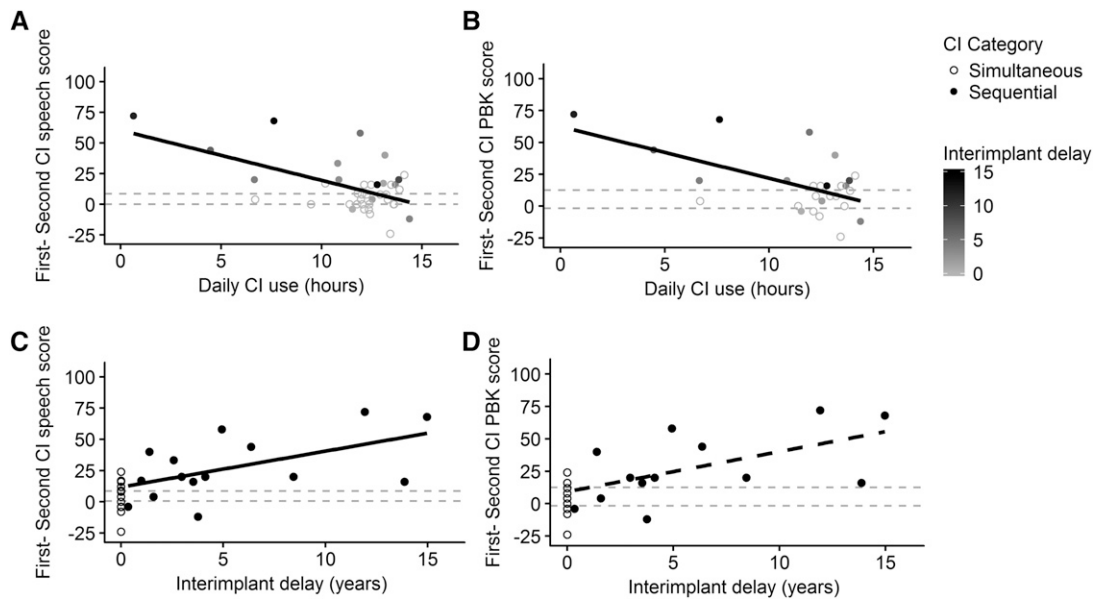 A
First- Second CI speech score
100
75
50
25
0
-25
0 5 10 15
Daily CI use (hours)
B
First- Second CI PBK score
100
75
50
25
0
-25
0 5 10 15
Daily CI use (hours)
CI Category
Simultaneous
Sequential
Interimplant delay
15
10
5
0
C
First- Second CI speech score
100
75
50
25
0
-25
0 5 10 15
Interimplant delay (years)
D
First- Second CI PBK score
100
75
50
25
0
-25
0 5 10 15
Interimplant delay (years)